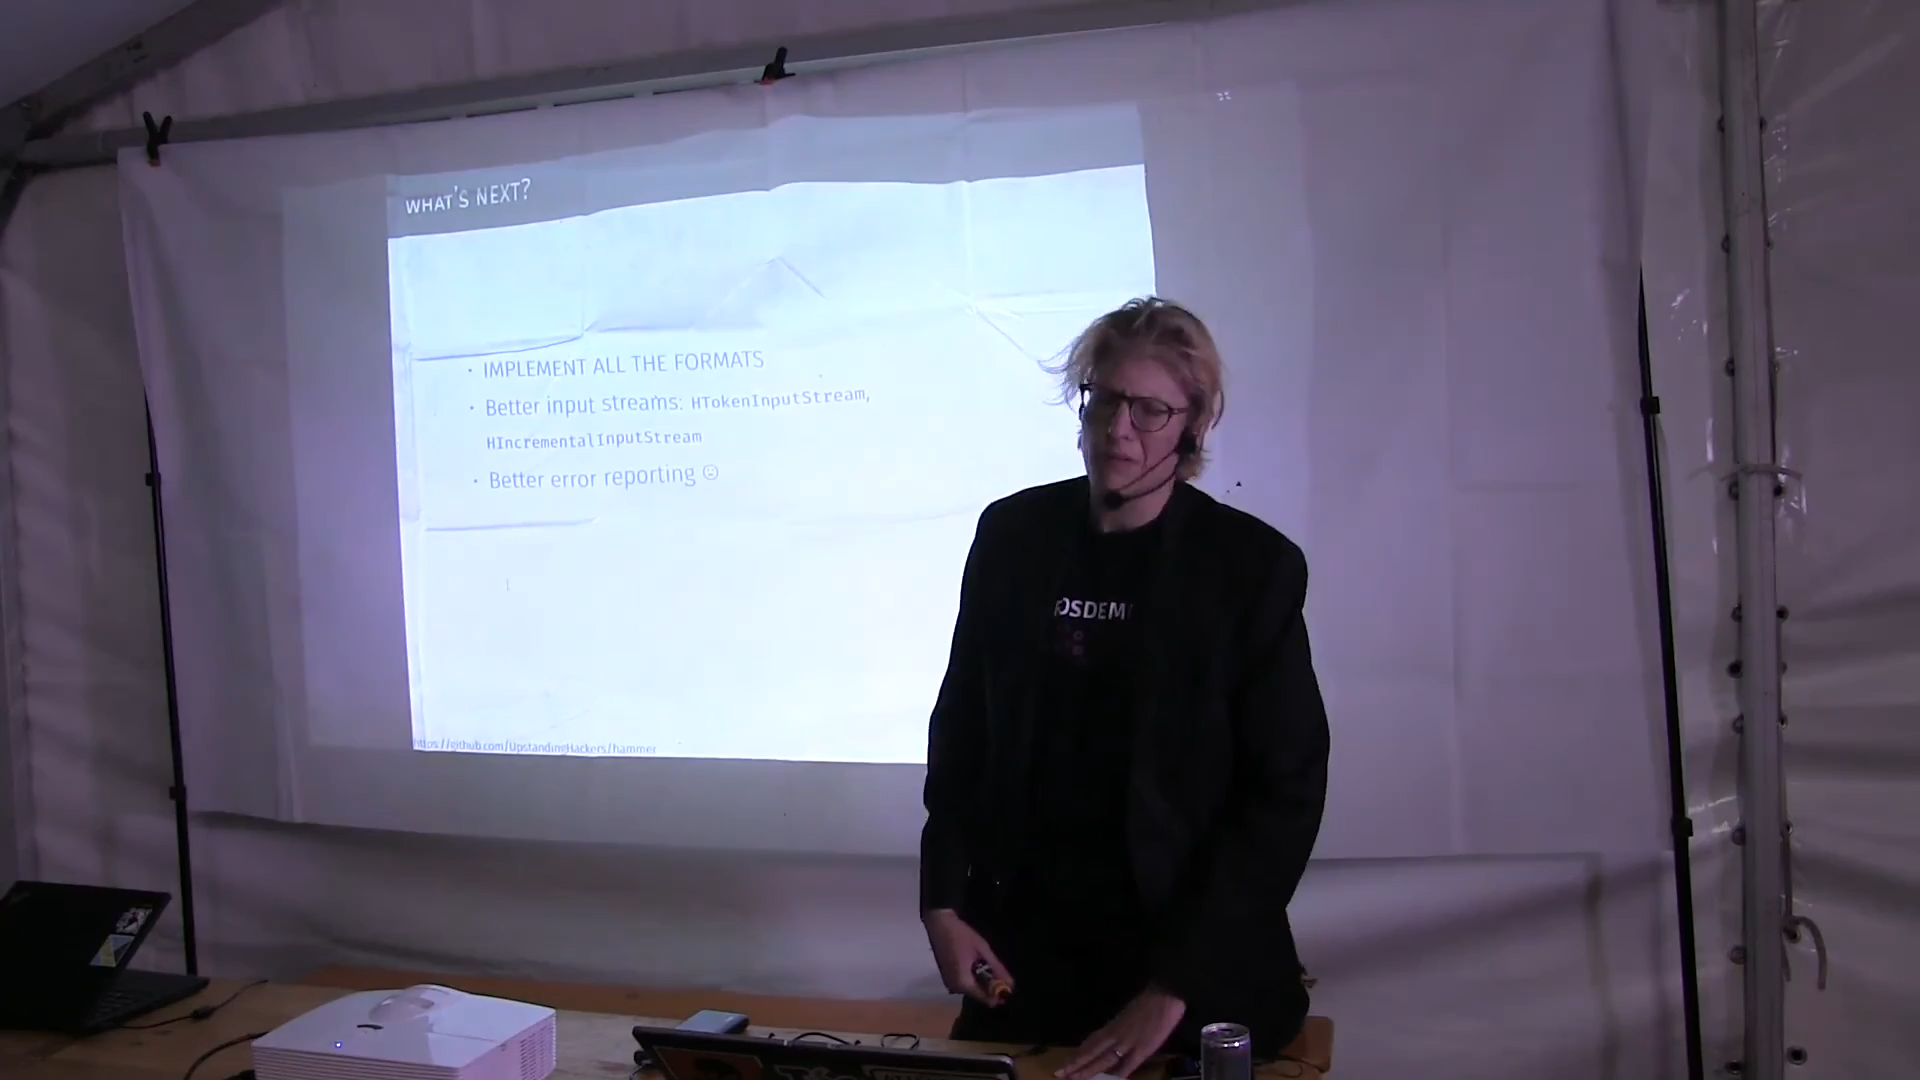 WHAT'S NEXT?
· IMPLEMENT ALL THE FORMATS
· Better input streams: HTokenInputStream,
HIncrementalInputStream
· Better error reporting ☹
https://github.com/UpstandingHackers/hammer
FOSDEM